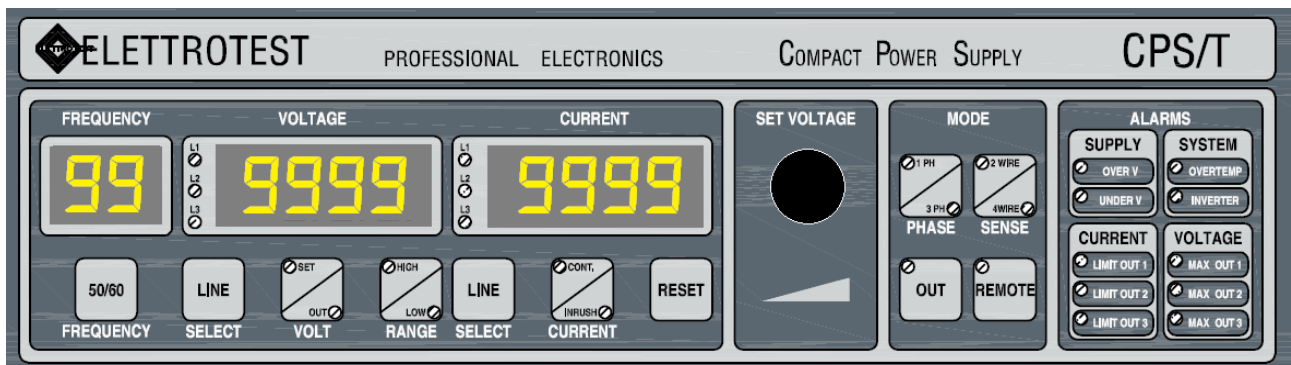 ELETTROTEST PROFESSIONAL ELECTRONICS COMPACT POWER SUPPLY CPS/T
FREQUENCY VOLTAGE CURRENT
99
L1
L2
L3
9999
L1
L2
L3
9999
50/60
FREQUENCY
LINE
SELECT
SET
OUT
VOLT
HIGH
LOW
RANGE
LINE
SELECT
CONT.
INRUSH
CURRENT
RESET
SET VOLTAGE
MODE
1 PH
3 PH
PHASE
2 WIRE
4WIRE
SENSE
OUT
REMOTE
ALARMS
SUPPLY
OVER V
UNDER V
SYSTEM
OVERTEMP
INVERTER
CURRENT
LIMIT OUT 1
LIMIT OUT 2
LIMIT OUT 3
VOLTAGE
MAX OUT 1
MAX OUT 2
MAX OUT 3